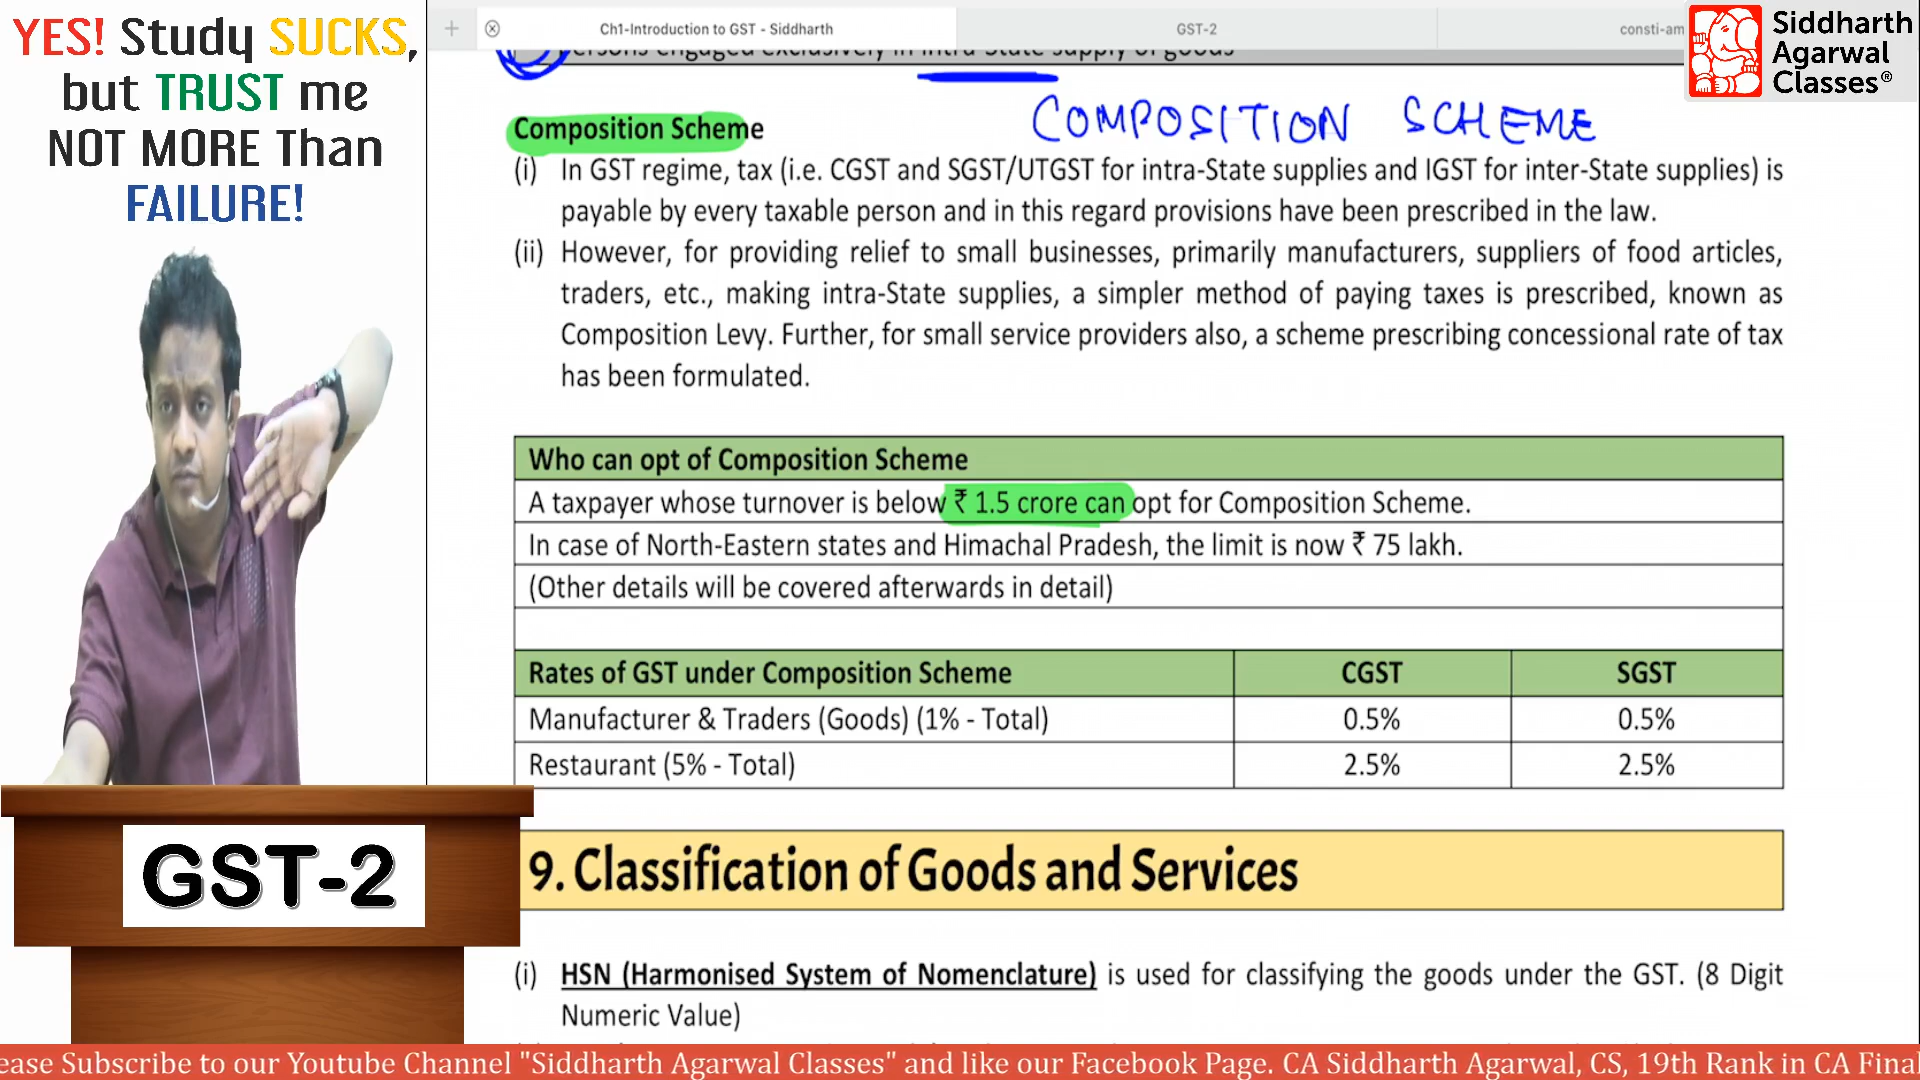 YES! Study SUCKS,
but TRUST me
NOT MORE Than
FAILURE!
Ch1-Introduction to GST - Siddharth
GST-2
consti-am
Siddharth
Agarwal
Classes®
persons engaged exclusively in intra-State supply of goods
COMPOSITION SCHEME
Composition Scheme
(i) In GST regime, tax (i.e. CGST and SGST/UTGST for intra-State supplies and IGST for inter-State supplies) is
payable by every taxable person and in this regard provisions have been prescribed in the law.
(ii) However, for providing relief to small businesses, primarily manufacturers, suppliers of food articles,
traders, etc., making intra-State supplies, a simpler method of paying taxes is prescribed, known as
Composition Levy. Further, for small service providers also, a scheme prescribing concessional rate of tax
has been formulated.
Who can opt of Composition Scheme
A taxpayer whose turnover is below ₹ 1.5 crore can opt for Composition Scheme.
In case of North-Eastern states and Himachal Pradesh, the limit is now ₹ 75 lakh.
(Other details will be covered afterwards in detail)
Rates of GST under Composition Scheme CGST SGST
Manufacturer & Traders (Goods) (1% - Total) 0.5% 0.5%
Restaurant (5% - Total) 2.5% 2.5%
GST-2
9. Classification of Goods and Services
(i) HSN (Harmonised System of Nomenclature) is used for classifying the goods under the GST. (8 Digit
Numeric Value)
ease Subscribe to our Youtube Channel "Siddharth Agarwal Classes" and like our Facebook Page. CA Siddharth Agarwal, CS, 19th Rank in CA Final